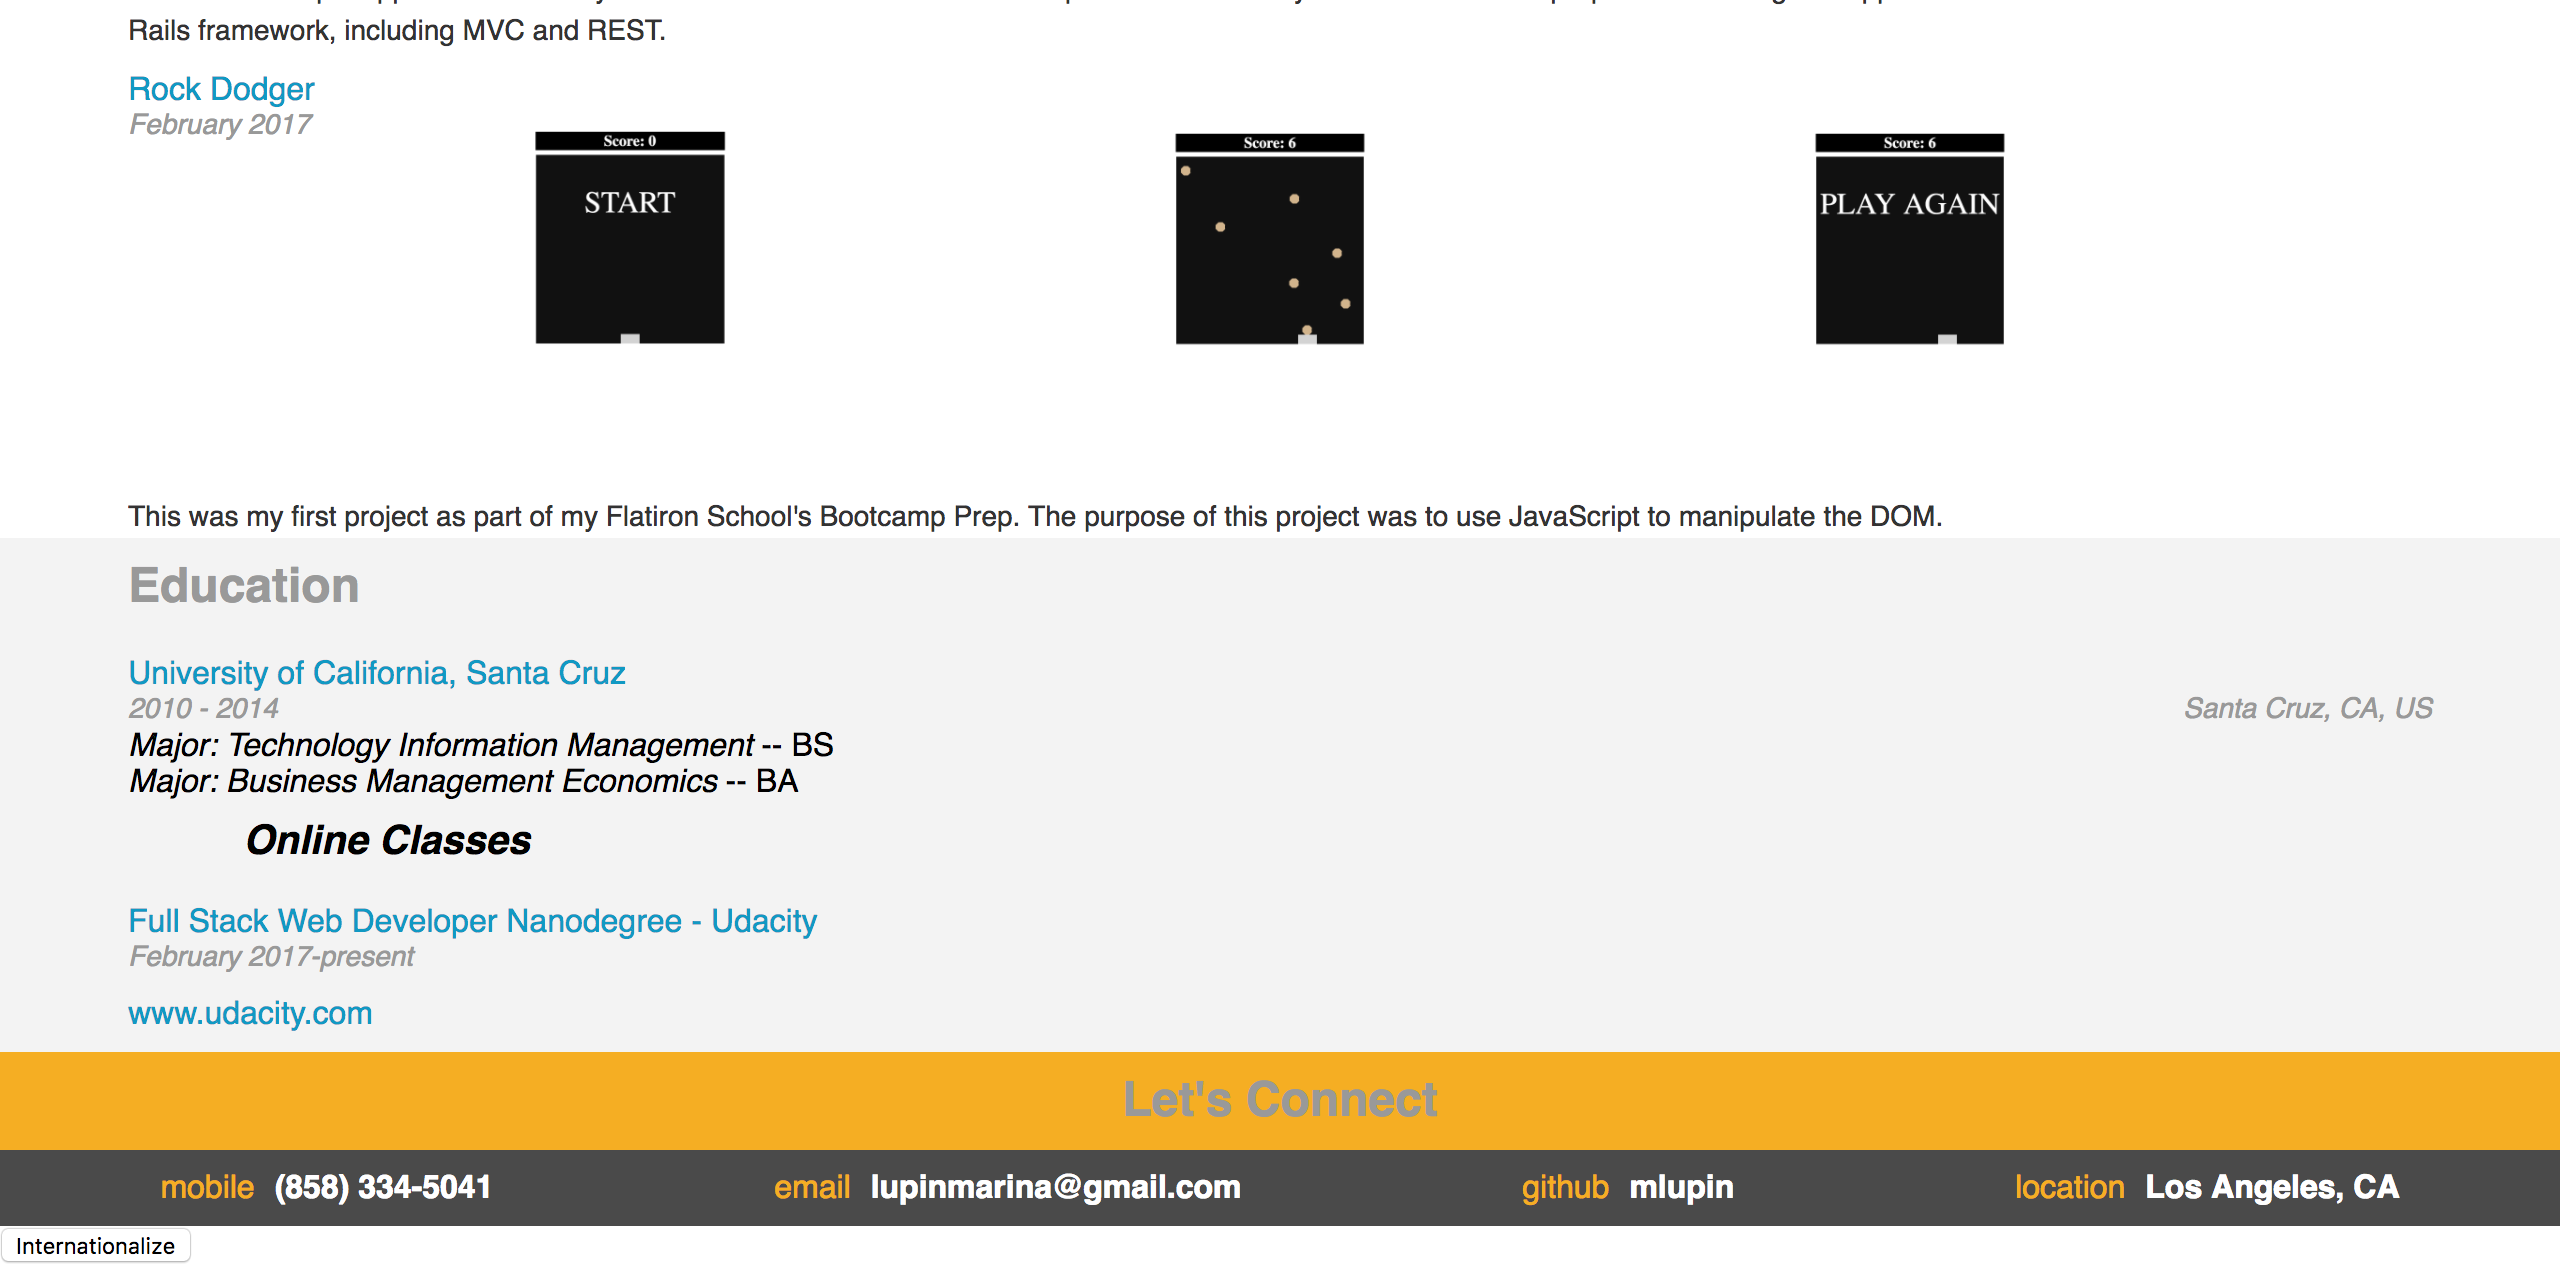 Rails framework, including MVC and REST.
Rock Dodger
February 2017
Score: 0
START
Score: 6
Score: 6
PLAY AGAIN
This was my first project as part of my Flatiron School's Bootcamp Prep. The purpose of this project was to use JavaScript to manipulate the DOM.
Education
University of California, Santa Cruz
2010 - 2014
Santa Cruz, CA, US
Major: Technology Information Management -- BS
Major: Business Management Economics -- BA
Online Classes
Full Stack Web Developer Nanodegree - Udacity
February 2017-present
www.udacity.com
Let's Connect
mobile (858) 334-5041 email lupinmarina@gmail.com github mlupin location Los Angeles, CA
Internationalize